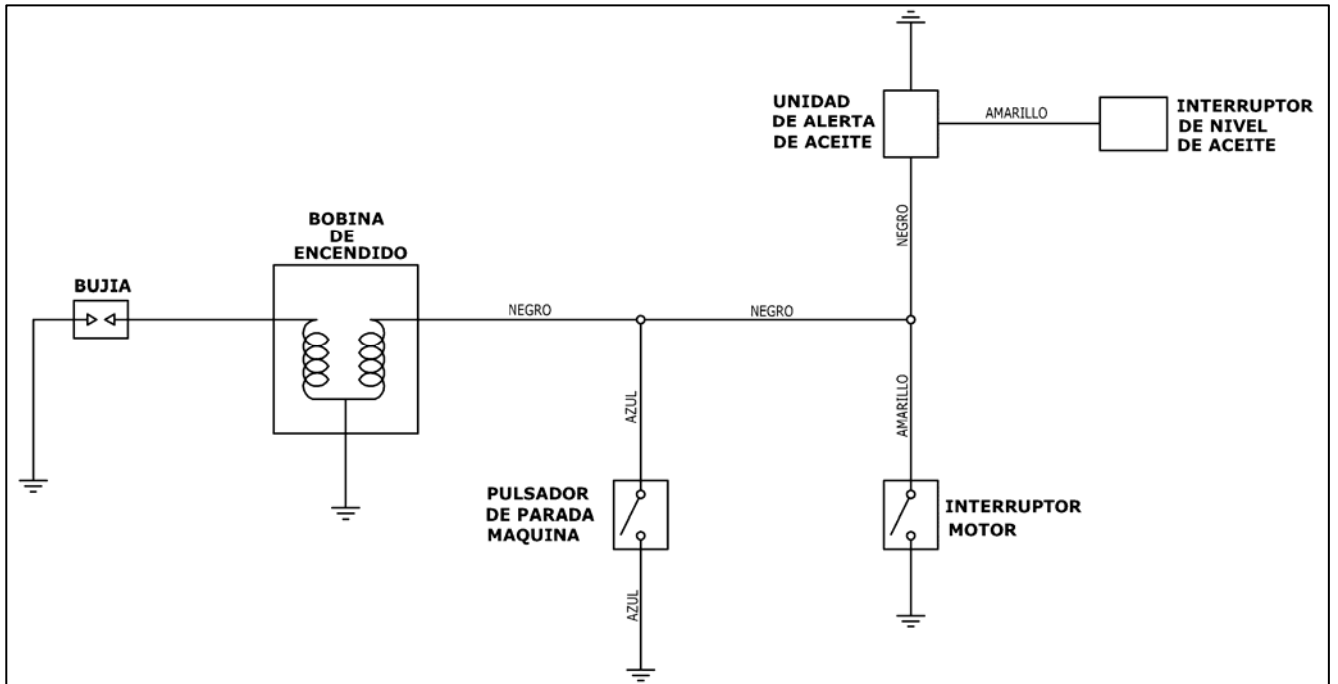 UNIDAD
DE ALERTA
DE ACEITE
AMARILLO
INTERRUPTOR
DE NIVEL
DE ACEITE
NEGRO
BOBINA
DE
ENCENDIDO
BUJIA
NEGRO
NEGRO
AZUL
AMARILLO
PULSADOR
DE PARADA
MAQUINA
INTERRUPTOR
MOTOR
AZUL